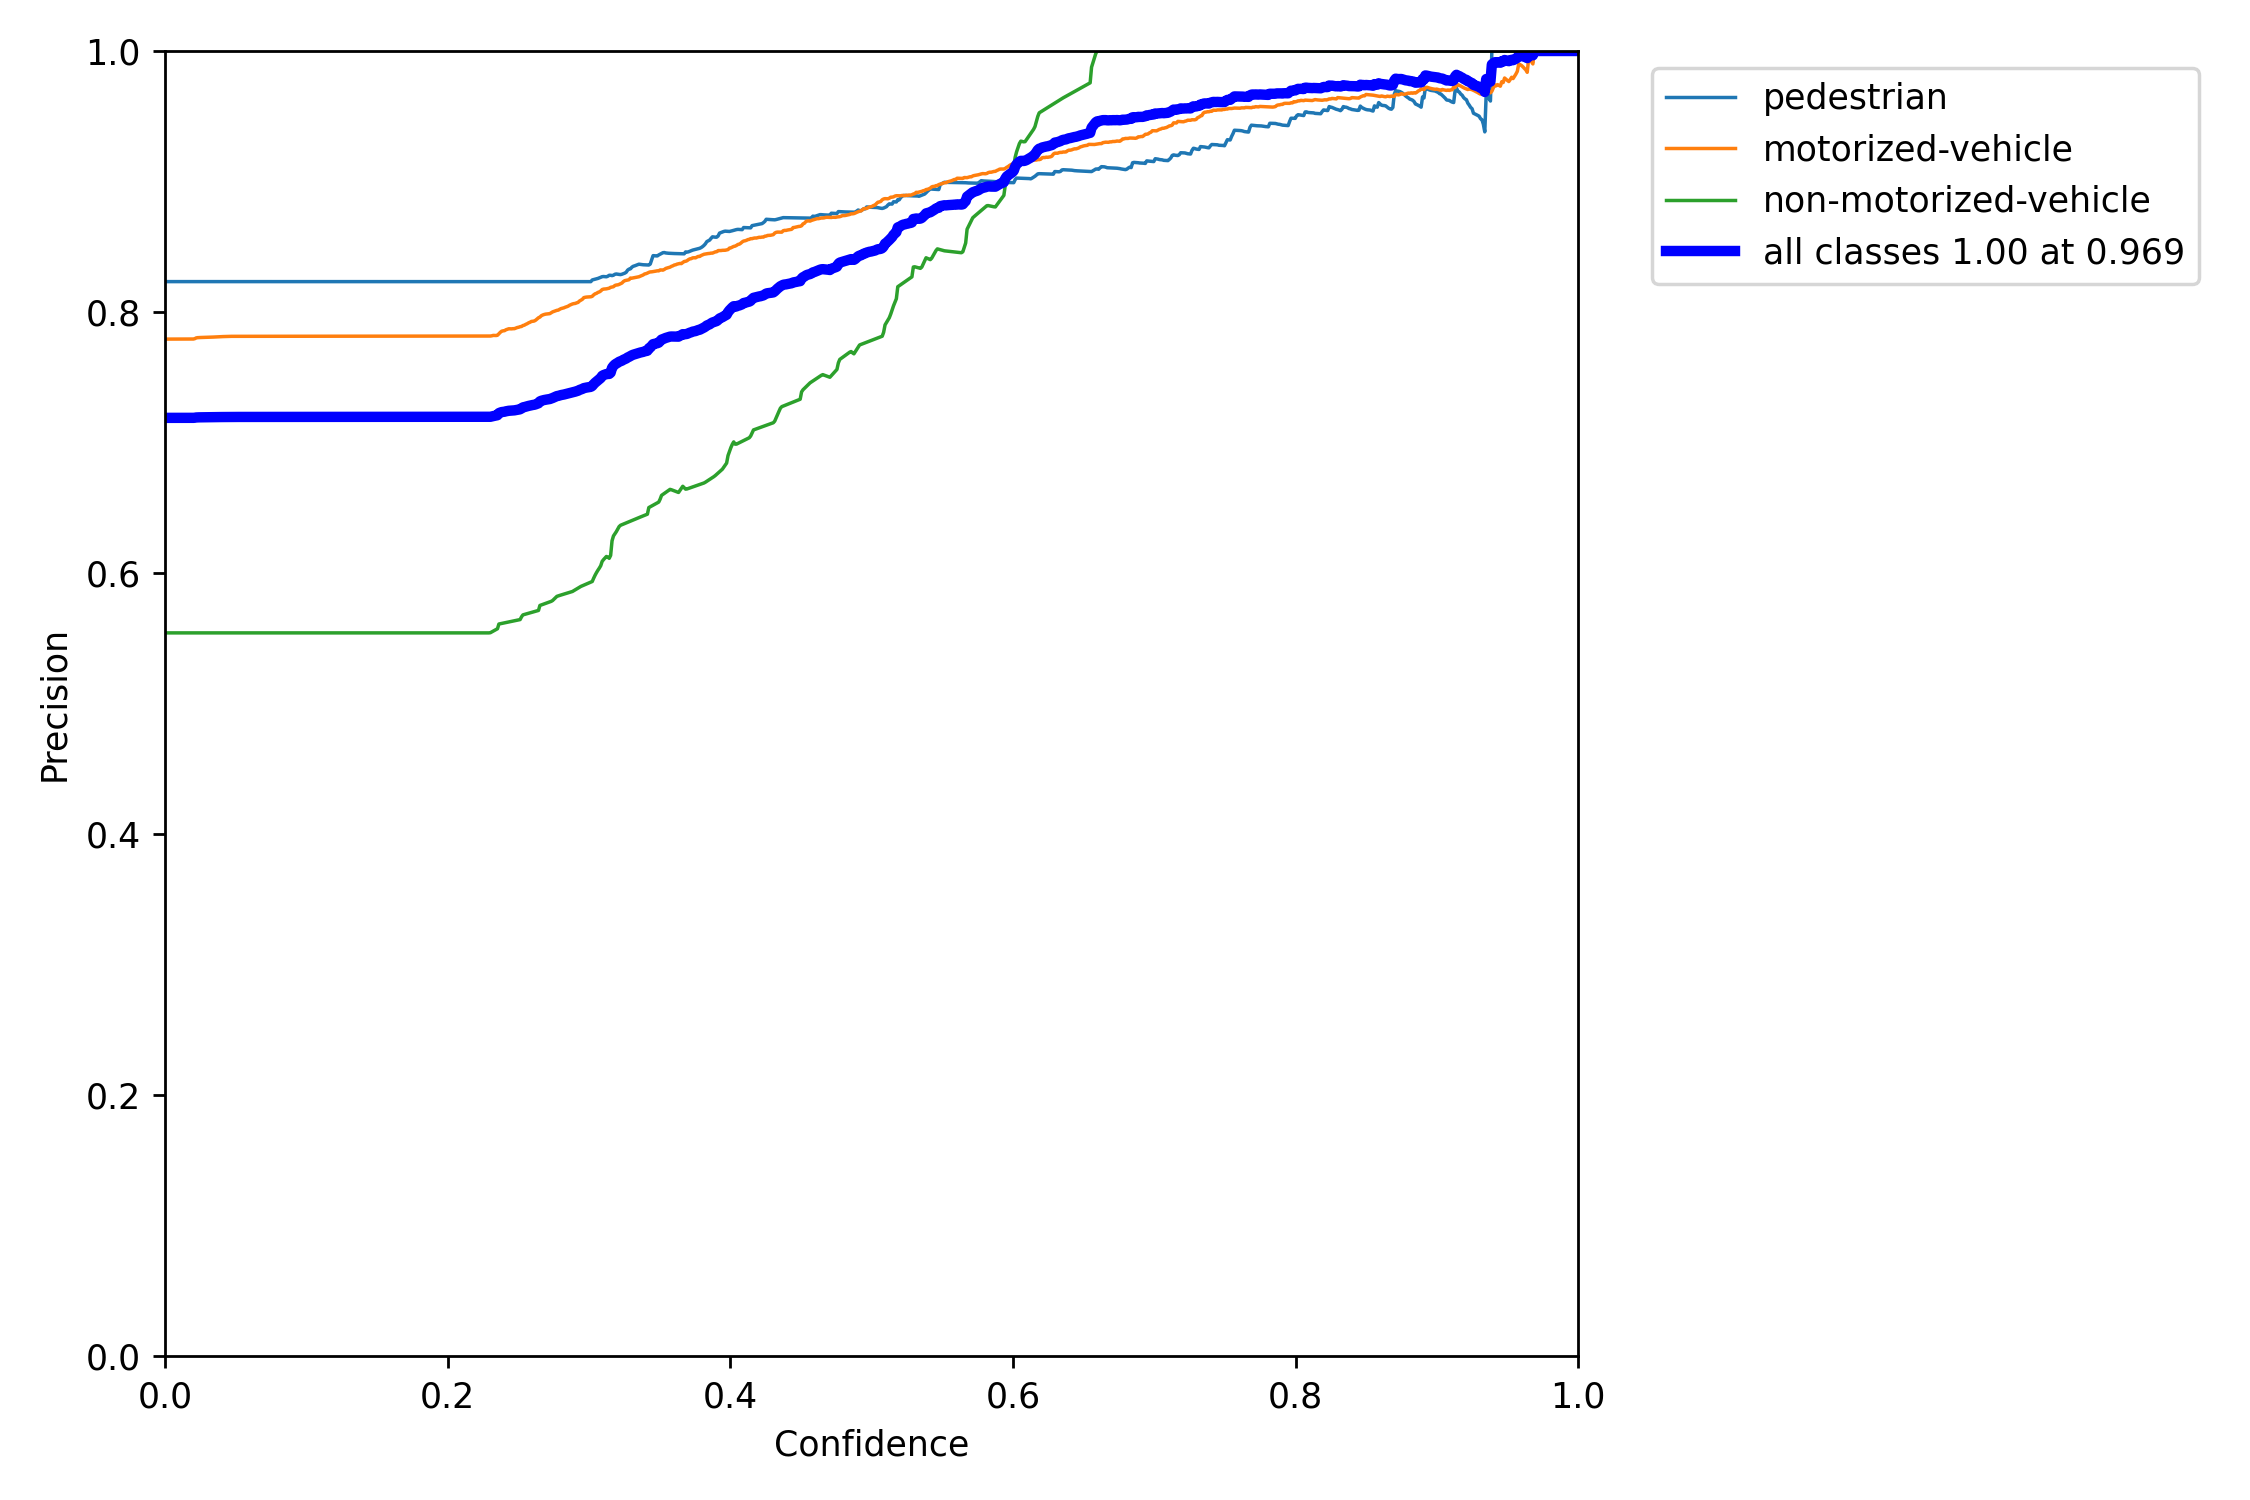 1.0
0.8
0.6
0.4
0.2
0.0
0.0 0.2 0.4 0.6 0.8 1.0
Precision
Confidence
pedestrian
motorized-vehicle
non-motorized-vehicle
all classes 1.00 at 0.969